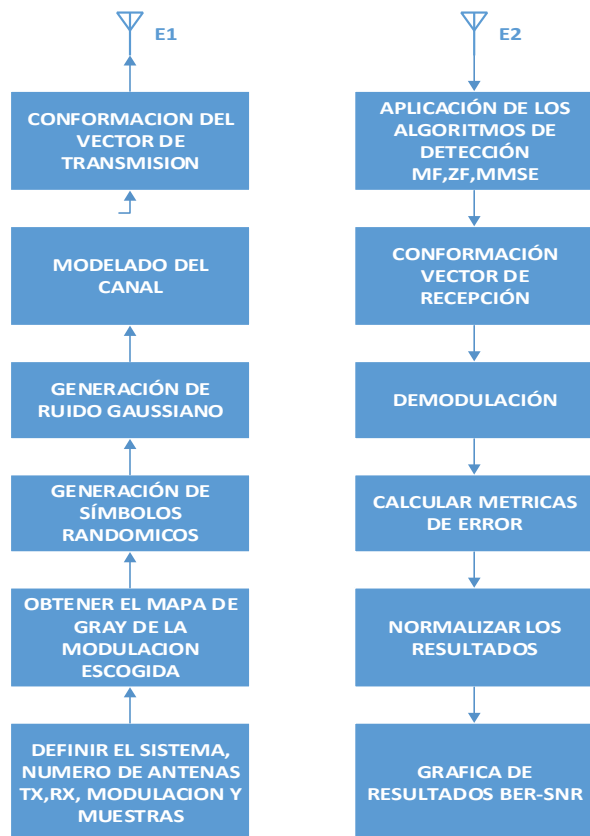 E1
CONFORMACION DEL
VECTOR DE
TRANSMISION
MODELADO DEL
CANAL
GENERACIÓN DE
RUIDO GAUSSIANO
GENERACIÓN DE
SÍMBOLOS
RANDOMICOS
OBTENER EL MAPA DE
GRAY DE LA
MODULACION
ESCOGIDA
DEFINIR EL SISTEMA,
NUMERO DE ANTENAS
TX,RX, MODULACION Y
MUESTRAS
E2
APLICACIÓN DE LOS
ALGORITMOS DE
DETECCIÓN
MF,ZF,MMSE
CONFORMACIÓN
VECTOR DE
RECEPCIÓN
DEMODULACIÓN
CALCULAR METRICAS
DE ERROR
NORMALIZAR LOS
RESULTADOS
GRAFICA DE
RESULTADOS BER-SNR